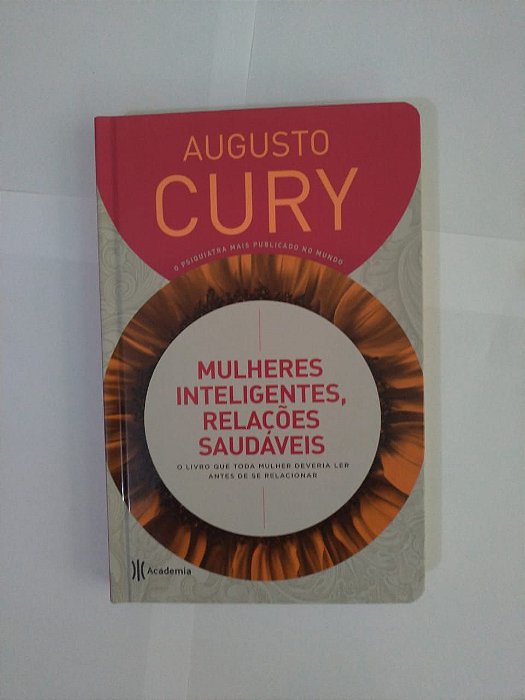 AUGUSTO
CURY
O PSIQUIATRA MAIS PUBLICADO NO MUNDO
MULHERES
INTELIGENTES,
RELAÇÕES
SAUDÁVEIS
O LIVRO QUE TODA MULHER DEVERIA LER
ANTES DE SE RELACIONAR
Academia